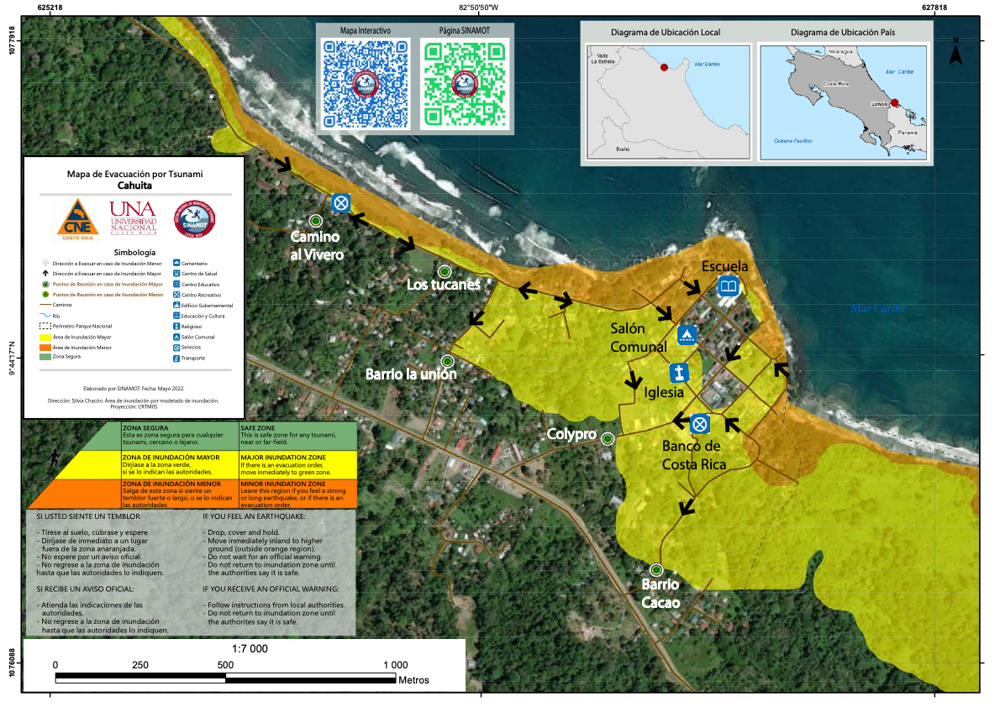 625218
82°50'50"W
627818
1077918
9°44'17"N
1076088
Mapa Interactivo
Página SINAMOT
SINAMOT
SINAMOT
Diagrama de Ubicación Local
Valle
La Estrella
Mar Caribe
Bratsi
Diagrama de Ubicación País
Nicaragua
Mar Caribe
Costa Rica
Limón
Panamá
Océano Pacífico
N
Mapa de Evacuación por Tsunami
Cahuita
CNE
COSTA RICA
UNA
UNIVERSIDAD
NACIONAL
COSTA RICA
SINAMOT
COSTA RICA
Simbología
Dirección a Evacuar en caso de Inundación Menor
Dirección a Evacuar en caso de Inundación Mayor
Puntos de Reunión en caso de Inundación Mayor
Puntos de Reunión en caso de Inundación Menor
Caminos
Río
Perímetro Parque Nacional
Área de Inundación Mayor
Área de Inundación Menor
Zona Segura
Cementerio
Centro de Salud
Centro Educativo
Centro Recreativo
Edificio Gubernamental
Educación y Cultura
Religioso
Salón Comunal
Servicios
Transporte
Elaborado por SINAMOT. Fecha: Mayo 2022.
Dirección: Silvia Chacón. Área de inundación por modelado de inundación.
Proyección: CRTM05
Camino
al Vivero
Los tucanes
Escuela
Salón
Comunal
Mar Caribe
Barrio la unión
Iglesia
Colypro
Banco de
Costa Rica
Barrio
Cacao
ZONA SEGURA
Esta es zona segura para cualquier
tsunami, cercano o lejano.
SAFE ZONE
This is safe zone for any tsunami,
near or far-field.
ZONA DE INUNDACIÓN MAYOR
Diríjase a la zona verde,
si se lo indican las autoridades.
MAJOR INUNDATION ZONE
If there is an evacuation order,
move immediately to green zone.
ZONA DE INUNDACIÓN MENOR
Salga de esta zona si siente un
temblor fuerte o largo, o se lo indican
las autoridades
MINOR INUNDATION ZONE
Leave this region if you feel a strong
or long earthquake, or if there is an
evacuation order.
SI USTED SIENTE UN TEMBLOR:
- Tírese al suelo, cúbrase y espere
- Diríjase de inmediato a un lugar
fuera de la zona anaranjada.
- No espere por un aviso oficial.
- No regrese a la zona de inundación
hasta que las autoridades lo indiquen.
SI RECIBE UN AVISO OFICIAL:
- Atienda las indicaciones de las
autoridades.
- No regrese a la zona de inundación
hasta que las autoridades lo indiquen.
IF YOU FEEL AN EARTHQUAKE:
- Drop, cover and hold.
- Move inmediately inland to higher
ground (outside orange region).
- Do not wait for an official warning.
- Do not return to inundation zone until
the authorities say it is safe.
IF YOU RECEIVE AN OFFICIAL WARNING:
- Follow instructions from local authorities.
- Do not return to inundation zone until
the authorites say it is safe.
1:7 000
0
250
500
1 000
Metros